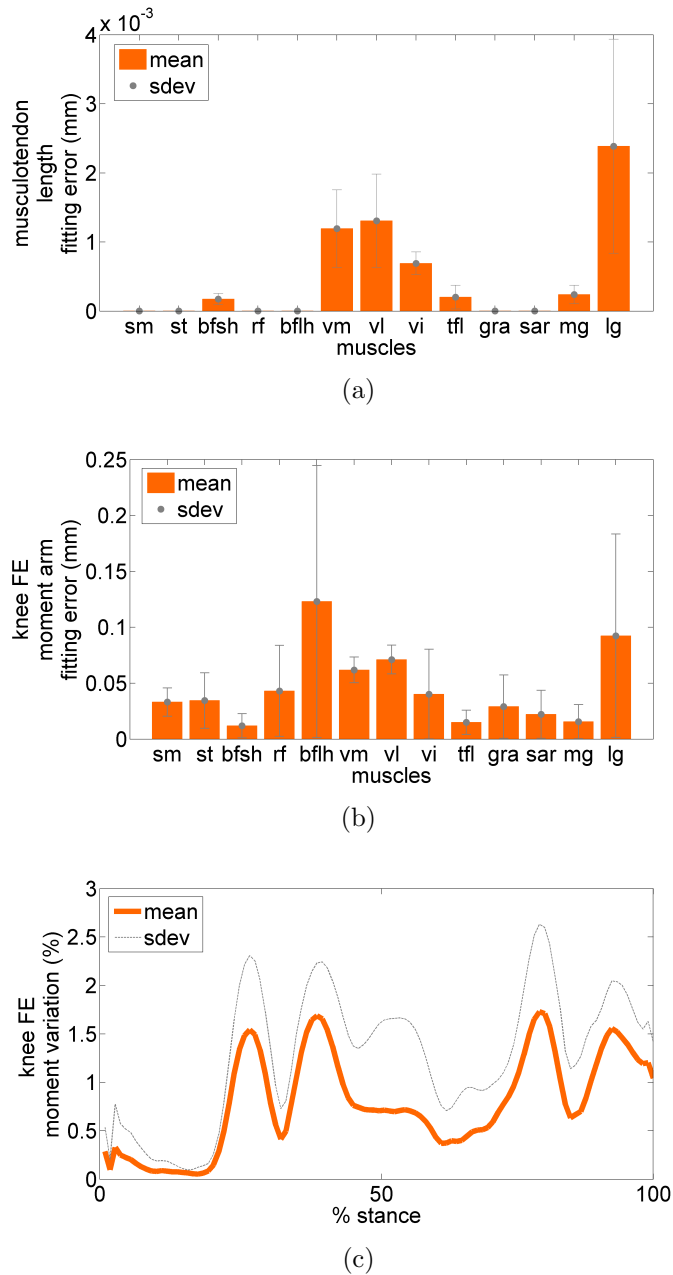 4 x 10⁻³
mean
sdev
3
2
1
0
musculotendon
length
fitting error (mm)
sm st bfsh rf bflh vm vl vi tfl gra sar mg lg
muscles
(a)
0.25
mean
sdev
0.2
0.15
0.1
0.05
0
knee FE
moment arm
fitting error (mm)
sm st bfsh rf bflh vm vl vi tfl gra sar mg lg
muscles
(b)
3
mean
sdev
2.5
2
1.5
1
0.5
0
knee FE
moment variation (%)
0 50 100
% stance
(c)